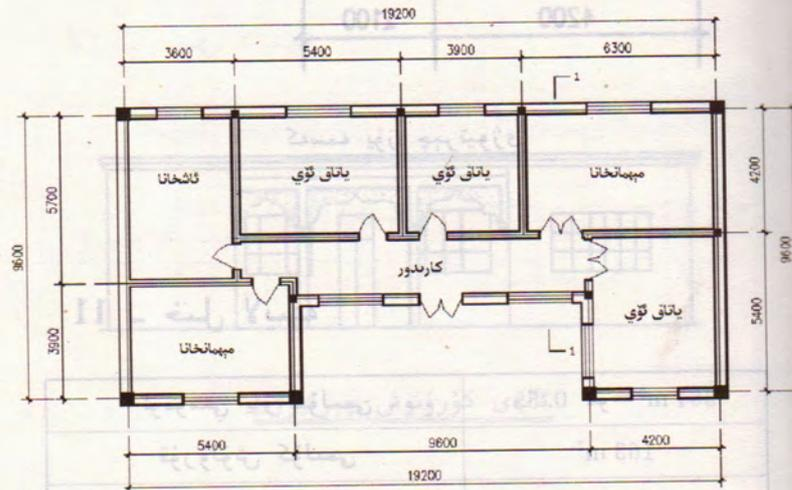 19200
3600 5400 3900 6300
1
ئاشخانا
ياتاق ئۆي
ياتاق ئۆي
مېھمانخانا
5700
4200
9600
9600
كارىدور
ياتاق ئۆي
مېھمانخانا
3900
5400
1
5400 9600 4200
19200